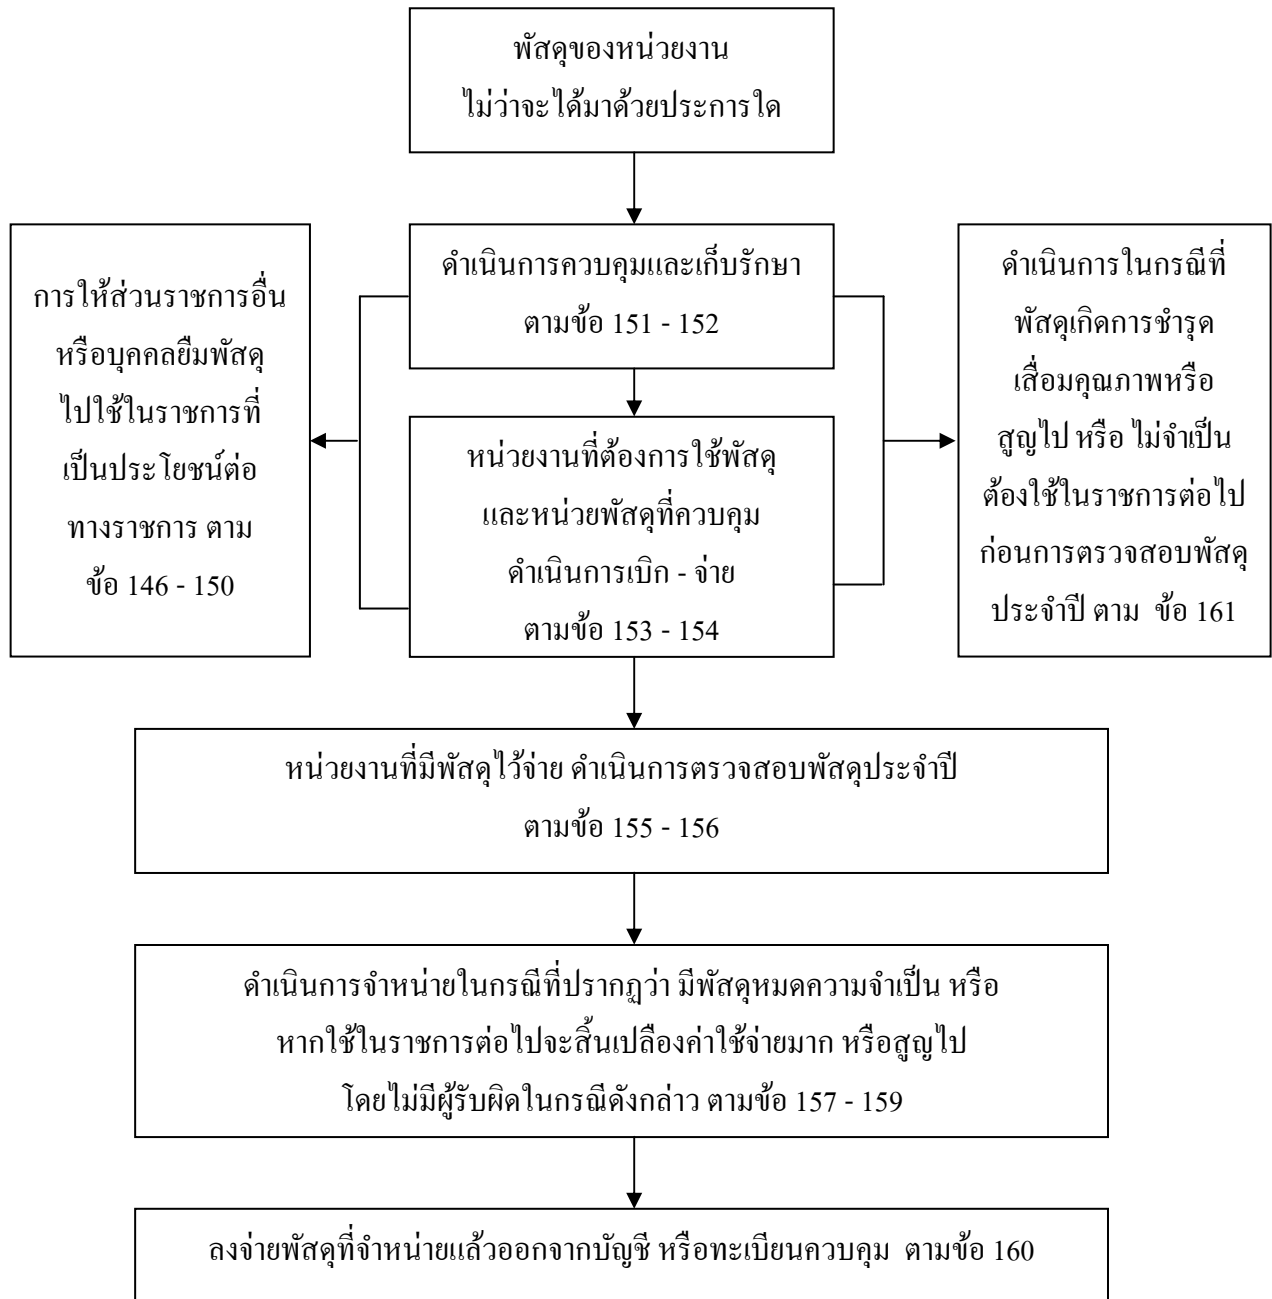 พัสดุของหน่วยงาน
ไม่ว่าจะได้มาด้วยประการใด
ดำเนินการควบคุมและเก็บรักษา
ตามข้อ 151 - 152
การให้ส่วนราชการอื่น
หรือบุคคลยืมพัสดุ
ไปใช้ในราชการที่
เป็นประโยชน์ต่อ
ทางราชการ ตาม
ข้อ 146 - 150
หน่วยงานที่ต้องการใช้พัสดุ
และหน่วยพัสดุที่ควบคุม
ดำเนินการเบิก - จ่าย
ตามข้อ 153 - 154
ดำเนินการในกรณีที่
พัสดุเกิดการชำรุด
เสื่อมคุณภาพหรือ
สูญไป หรือ ไม่จำเป็น
ต้องใช้ในราชการต่อไป
ก่อนการตรวจสอบพัสดุ
ประจำปี ตาม ข้อ 161
หน่วยงานที่มีพัสดุไว้จ่าย ดำเนินการตรวจสอบพัสดุประจำปี
ตามข้อ 155 - 156
ดำเนินการจำหน่ายในกรณีที่ปรากฏว่า มีพัสดุหมดความจำเป็น หรือ
หากใช้ในราชการต่อไปจะสิ้นเปลืองค่าใช้จ่ายมาก หรือสูญไป
โดยไม่มีผู้รับผิดในกรณีดังกล่าว ตามข้อ 157 - 159
ลงจ่ายพัสดุที่จำหน่ายแล้วออกจากบัญชี หรือทะเบียนควบคุม ตามข้อ 160